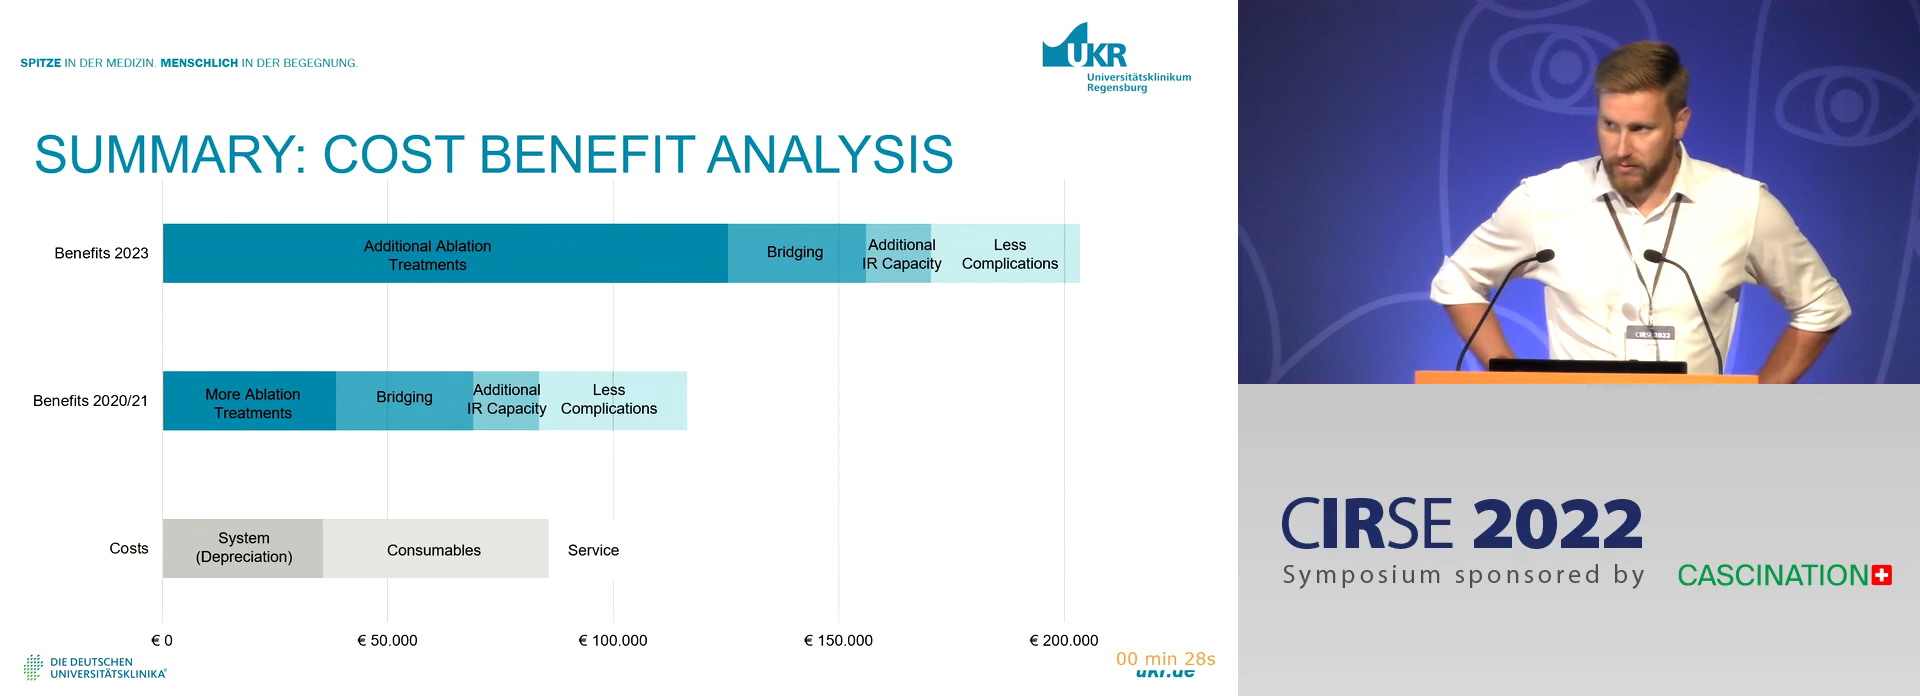 SPITZE IN DER MEDIZIN. MENSCHLICH IN DER BEGEGNUNG.
UKR
Universitätsklinikum
Regensburg
SUMMARY: COST BENEFIT ANALYSIS
Benefits 2023
Additional Ablation
Treatments
Bridging
Additional
IR Capacity
Less
Complications
Benefits 2020/21
More Ablation
Treatments
Bridging
Additional
IR Capacity
Less
Complications
Costs
System
(Depreciation)
Consumables
Service
€ 0
€ 50.000
€ 100.000
€ 150.000
€ 200.000
DIE DEUTSCHEN
UNIVERSITÄTSKLINIKA®
00 min 28s
ukr.de
CIRSE 2022
CIRSE 2022
Symposium sponsored by
CASCINATION